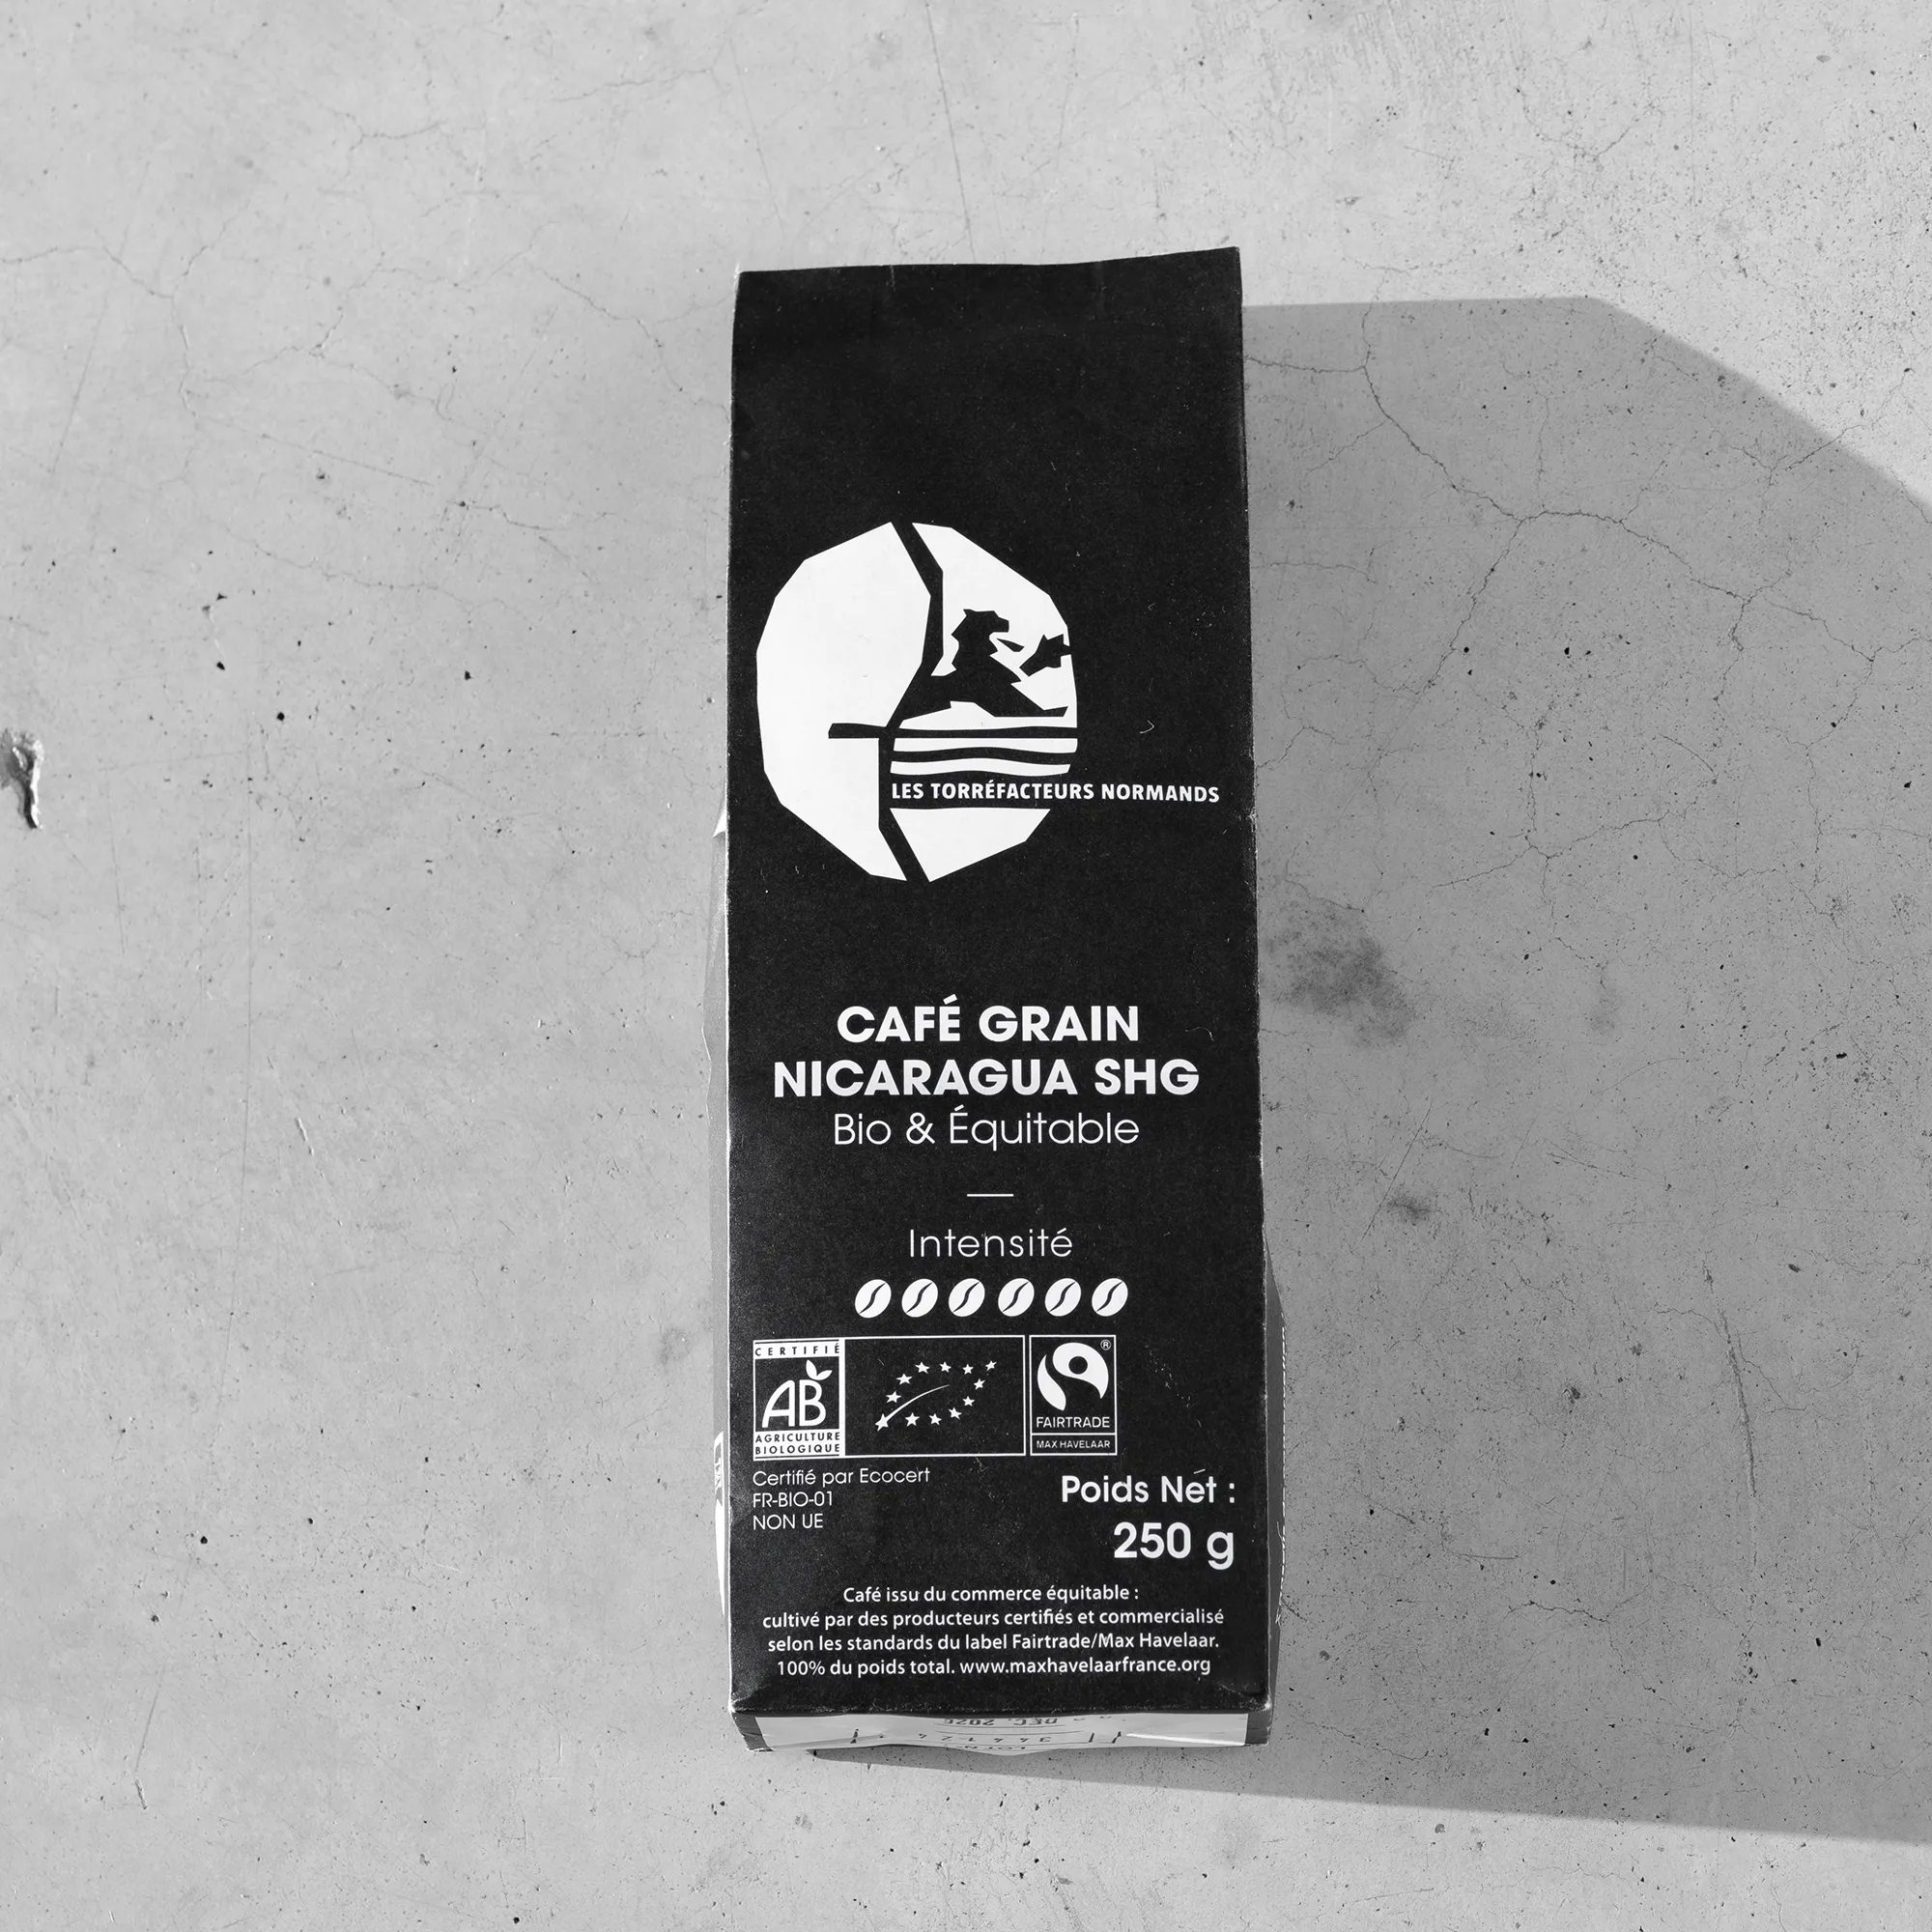 LES TORRÉFACTEURS NORMANDS
CAFÉ GRAIN
NICARAGUA SHG
Bio & Équitable
Intensité
CERTIFIÉ
AB
AGRICULTURE
BIOLOGIQUE
®
FAIRTRADE
MAX HAVELAAR
Certifié par Ecocert
FR-BIO-01
NON UE
Poids Net :
250 g
Café issu du commerce équitable :
cultivé par des producteurs certifiés et commercialisé
selon les standards du label Fairtrade/Max Havelaar.
100% du poids total. www.maxhavelaarfrance.org